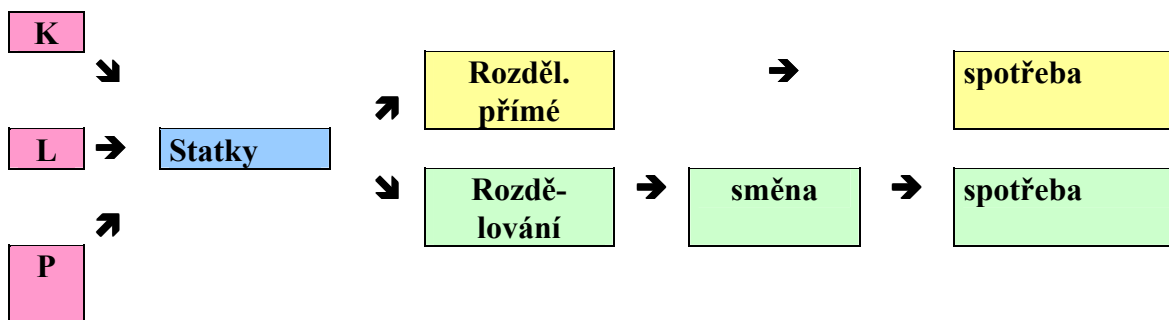 K
Rozděl.
přímé
spotřeba
L
Statky
Rozdě-
lování
směna
spotřeba
P